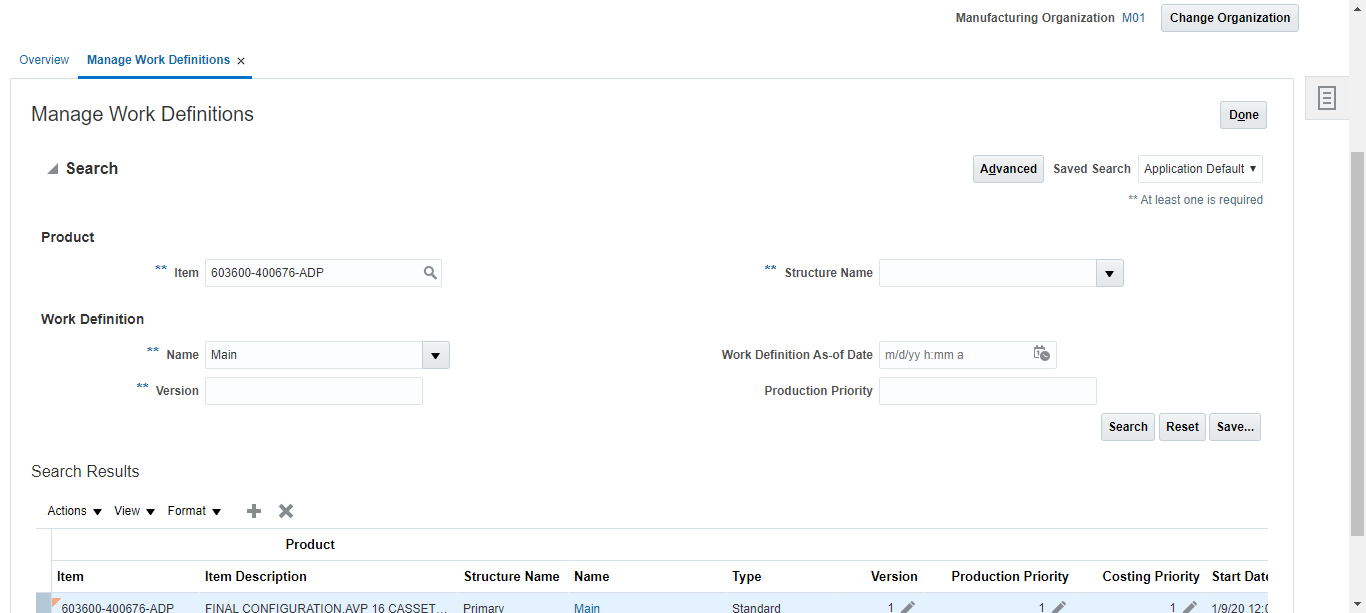 Manufacturing Organization M01 Change Organization
Overview Manage Work Definitions ×
Manage Work Definitions Done
Search Advanced Saved Search Application Default
** At least one is required
Product
** Item 603600-400676-ADP ** Structure Name
Work Definition
** Name Main Work Definition As-of Date m/d/yy h:mm a
** Version Production Priority
Search Reset Save...
Search Results
Actions View Format
Product
Item Item Description Structure Name Name Type Version Production Priority Costing Priority Start Date
603600-400676-ADP FINAL CONFIGURATION,AVP 16 CASSET... Primary Main Standard 1 1 1 1/9/20 12:0